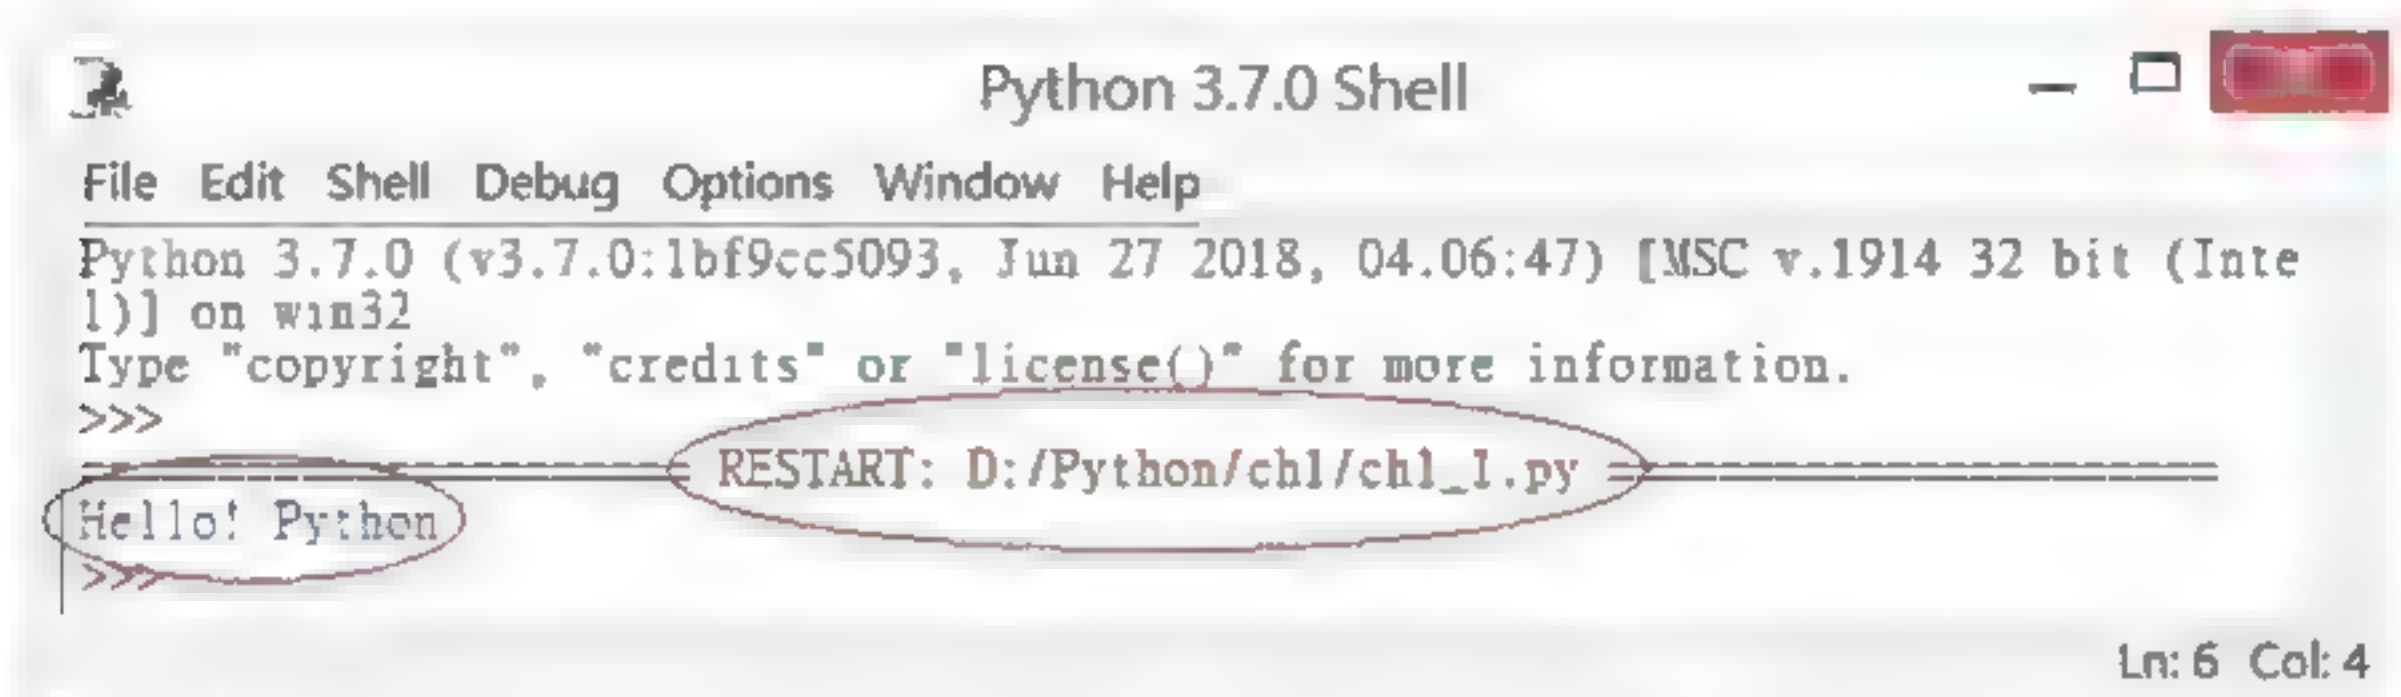 Python 3.7.0 Shell
File Edit Shell Debug Options Window Help
Python 3.7.0 (v3.7.0:1bf9cc5093, Jun 27 2018, 04.06:47) [MSC v.1914 32 bit (Inte
l)] on win32
Type "copyright", "credits" or "license()" for more information.
>>>
================ RESTART: D:/Python/ch1/ch1_1.py ================
Hello! Python
>>>
Ln: 6 Col: 4